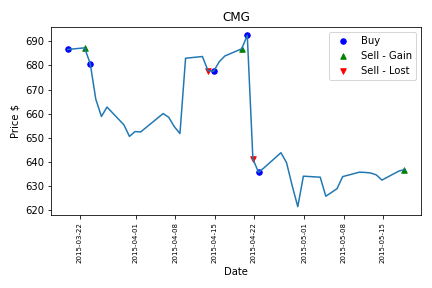 CMG
Buy
Sell - Gain
Sell - Lost
690
680
670
660
650
640
630
620
Price $
2015-03-22
2015-04-01
2015-04-08
2015-04-15
2015-04-22
2015-05-01
2015-05-08
2015-05-15
Date